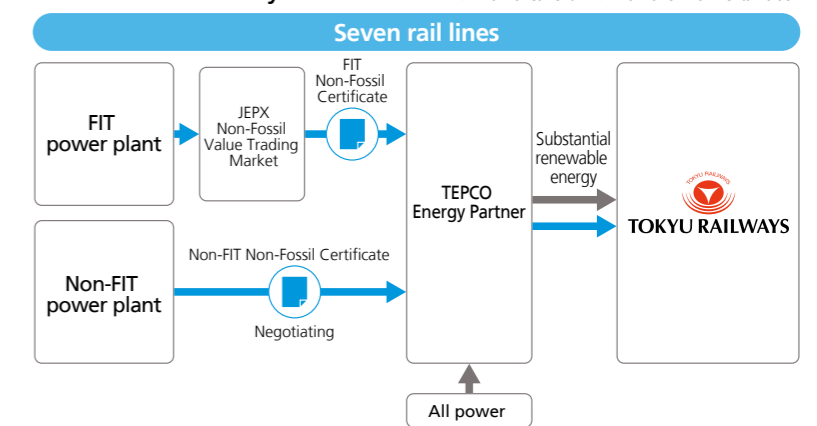 Seven rail lines
FIT
power plant
JEPX
Non-Fossil
Value Trading
Market
FIT
Non-Fossil
Certificate
TEPCO
Energy Partner
Substantial
renewable
energy
TOKYU RAILWAYS
TOKYU RAILWAYS
Non-FIT
power plant
Non-FIT Non-Fossil Certificate
Negotiating
All power